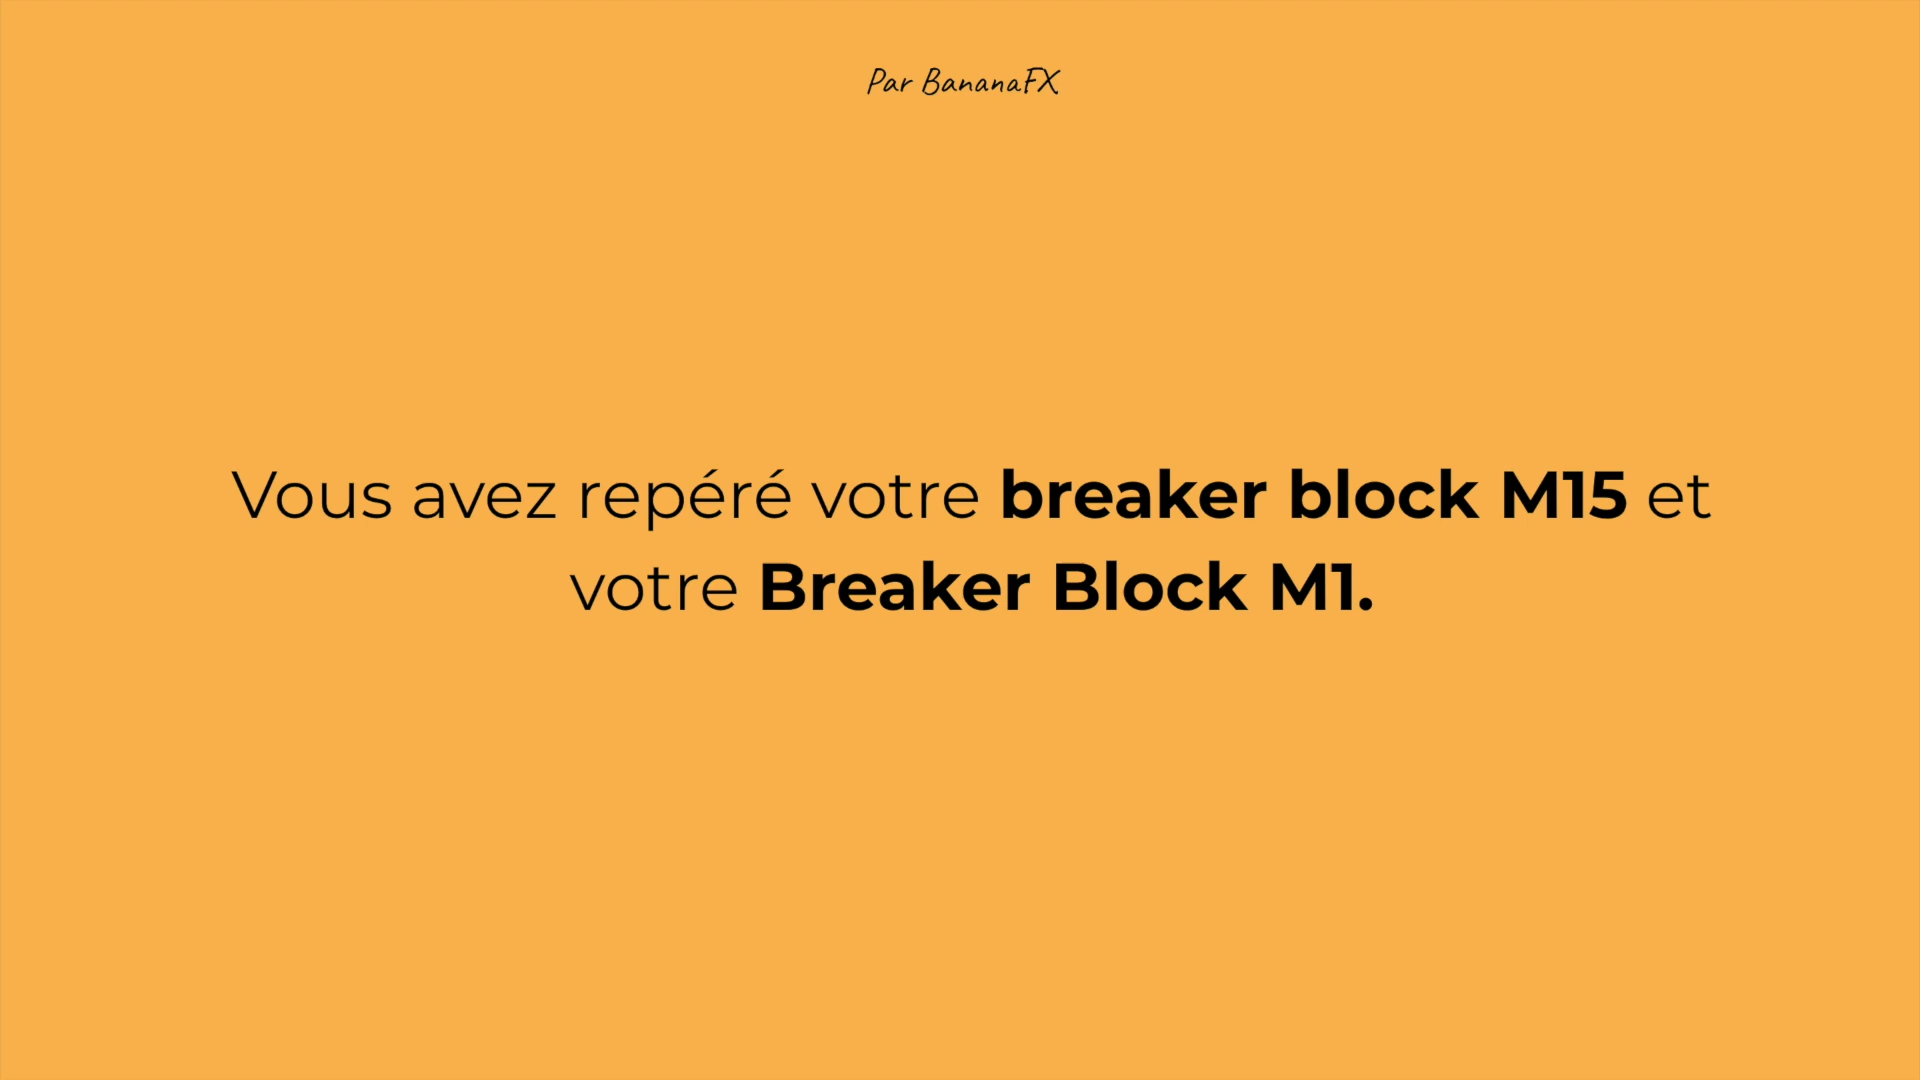 Par BananaFX
Vous avez repéré votre breaker block M15 et
votre Breaker Block M1.